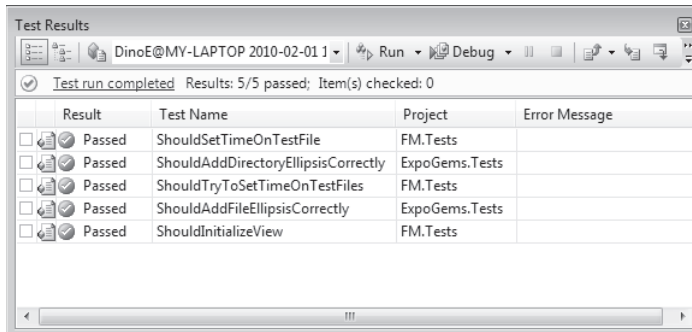 Test Results
DinoE@MY-LAPTOP 2010-02-01 1 Run Debug
Test run completed Results: 5/5 passed; Item(s) checked: 0
Result Test Name Project Error Message
Passed ShouldSetTimeOnTestFile FM.Tests
Passed ShouldAddDirectoryEllipsisCorrectly ExpoGems.Tests
Passed ShouldTryToSetTimeOnTestFiles FM.Tests
Passed ShouldAddFileEllipsisCorrectly ExpoGems.Tests
Passed ShouldInitializeView FM.Tests